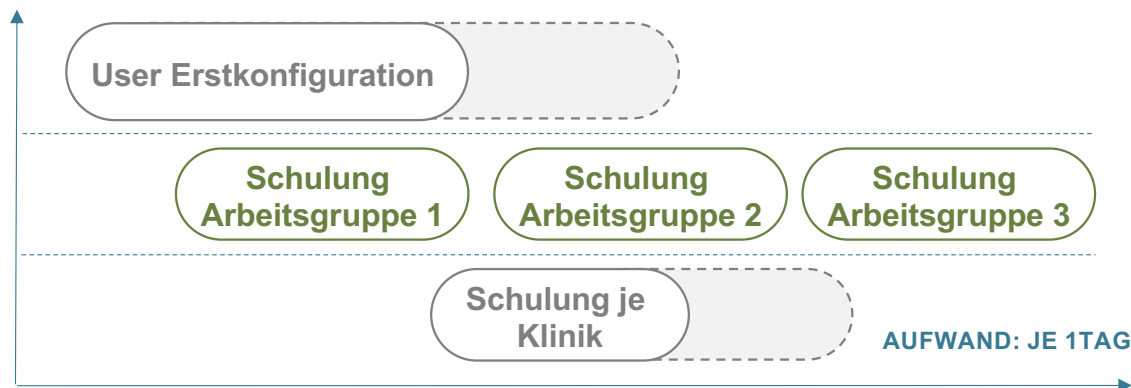 User Erstkonfiguration
Schulung
Arbeitsgruppe 1
Schulung
Arbeitsgruppe 2
Schulung
Arbeitsgruppe 3
Schulung je
Klinik
AUFWAND: JE 1TAG